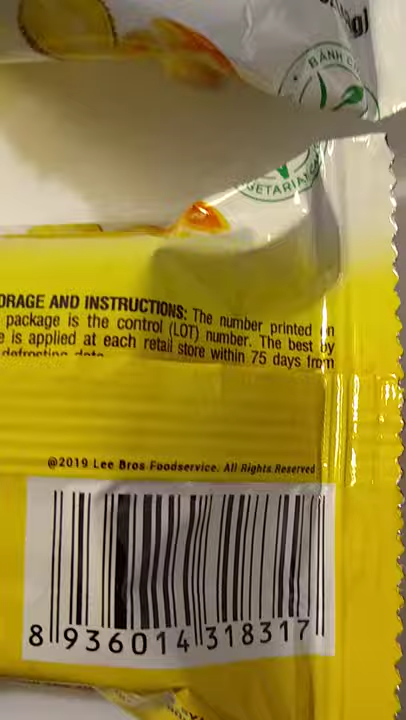 BÁNH
ORAGE AND INSTRUCTIONS: The number printed on
package is the control (LOT) number. The best by
e is applied at each retail store within 75 days from
defrosting date
@2019 Lee Bros Foodservice. All Rights Reserved
8 936014 318317